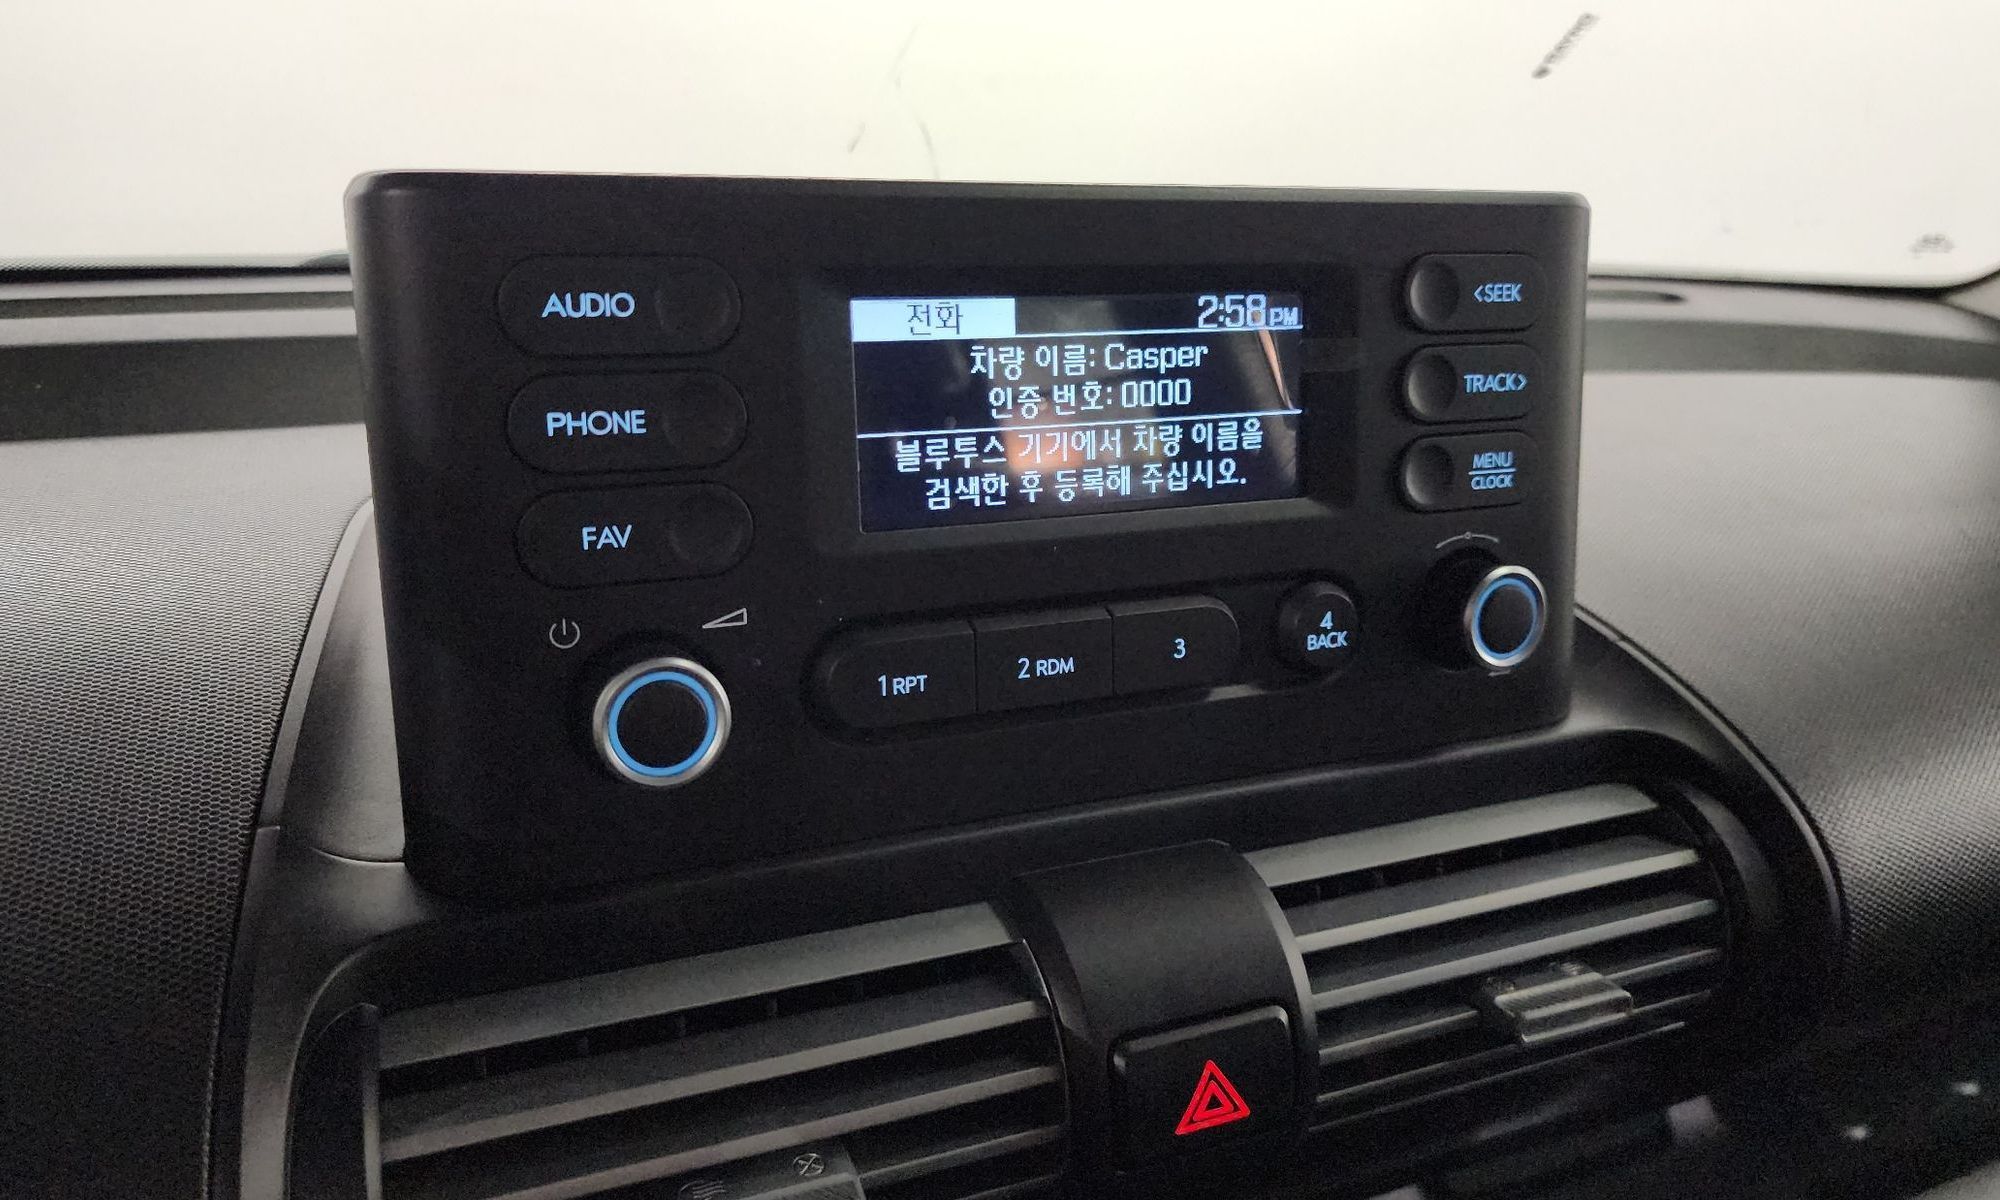 AUDIO
PHONE
FAV
전화
2:58 PM
차량 이름: Casper
인증 번호: 0000
블루투스 기기에서 차량 이름을
검색한 후 등록해 주십시오.
<SEEK
TRACK>
MENU
CLOCK
1 RPT
2 RDM
3
4
BACK